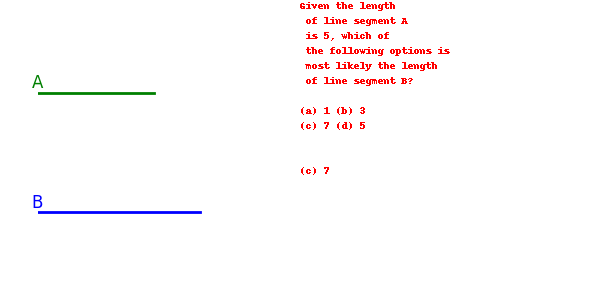 Given the length
of line segment A
is 5, which of
the following options is
most likely the length
of line segment B?
(a) 1 (b) 3
(c) 7 (d) 5
(c) 7
A
B